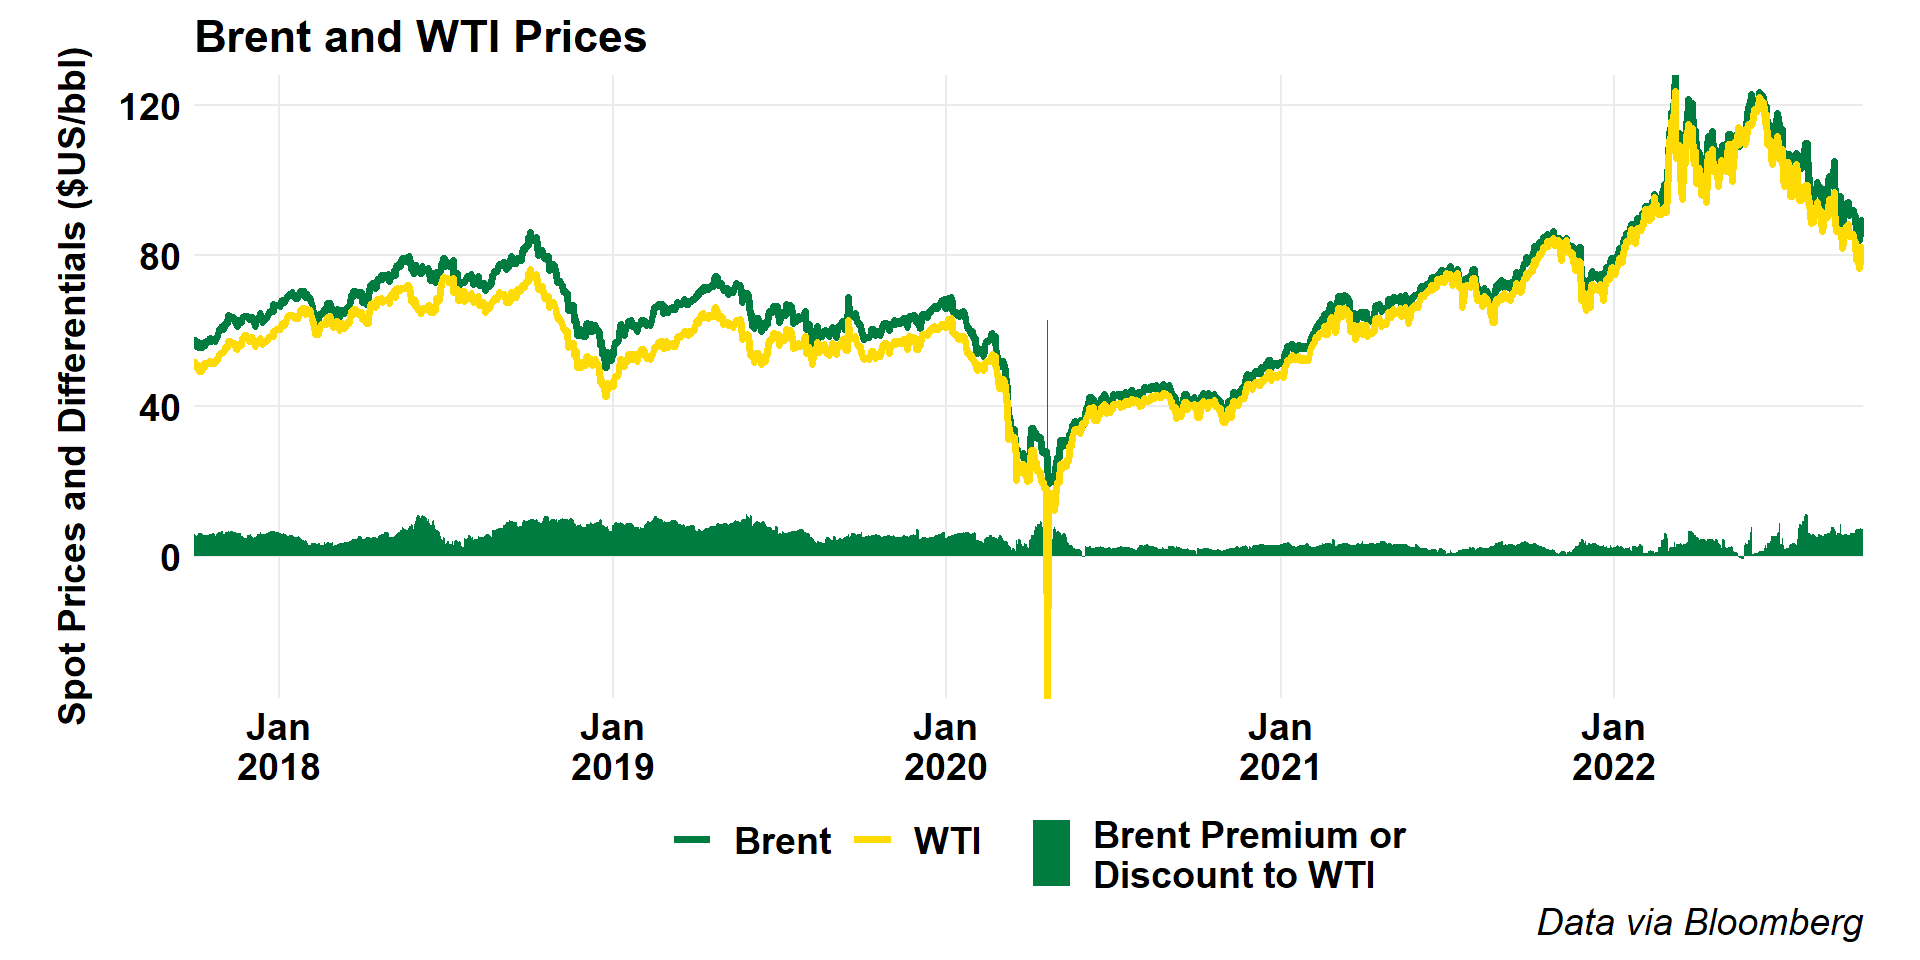 Brent and WTI Prices
Spot Prices and Differentials ($US/bbl)
120
80
40
0
Jan
2018
Jan
2019
Jan
2020
Jan
2021
Jan
2022
Brent
WTI
Brent Premium or
Discount to WTI
Data via Bloomberg